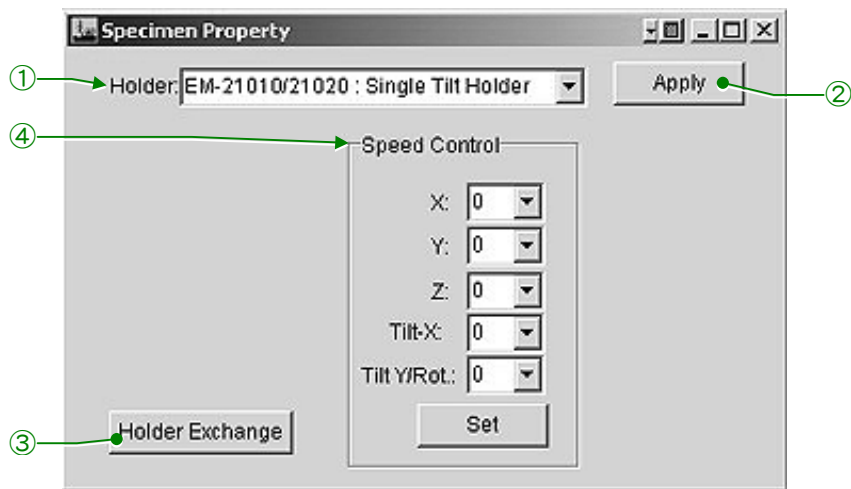 Specimen Property
① Holder: EM-21010/21020 : Single Tilt Holder Apply ②
④ Speed Control
X: 0
Y: 0
Z: 0
Tilt-X: 0
Tilt Y/Rot.: 0
③ Holder Exchange Set